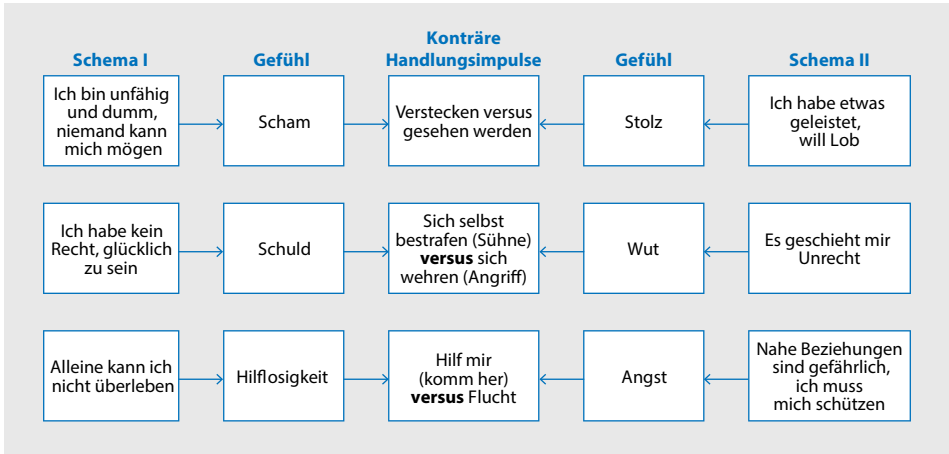 Schema I
Gefühl
Konträre
Handlungsimpulse
Gefühl
Schema II
Ich bin unfähig
und dumm,
niemand kann
mich mögen
Scham
Verstecken versus
gesehen werden
Stolz
Ich habe etwas
geleistet,
will Lob
Ich habe kein
Recht, glücklich
zu sein
Schuld
Sich selbst
bestrafen (Sühne)
versus sich
wehren (Angriff)
Wut
Es geschieht mir
Unrecht
Alleine kann ich
nicht überleben
Hilflosigkeit
Hilf mir
(komm her)
versus Flucht
Angst
Nahe Beziehungen
sind gefährlich,
ich muss
mich schützen